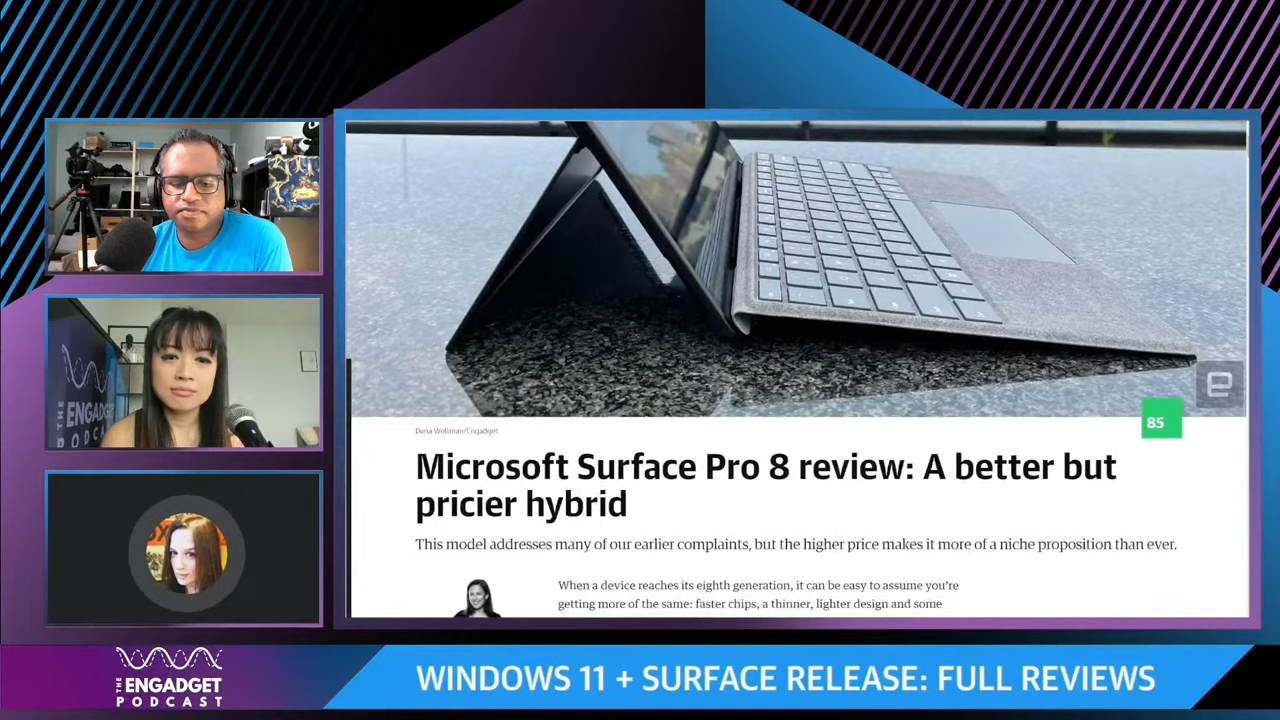 THE
ENGADGET
PODCAST
e
85
Dana Wollman/Engadget
Microsoft Surface Pro 8 review: A better but
pricier hybrid
This model addresses many of our earlier complaints, but the higher price makes it more of a niche proposition than ever.
When a device reaches its eighth generation, it can be easy to assume you're
getting more of the same: faster chips, a thinner, lighter design and some
THE
ENGADGET
PODCAST
WINDOWS 11 + SURFACE RELEASE: FULL REVIEWS